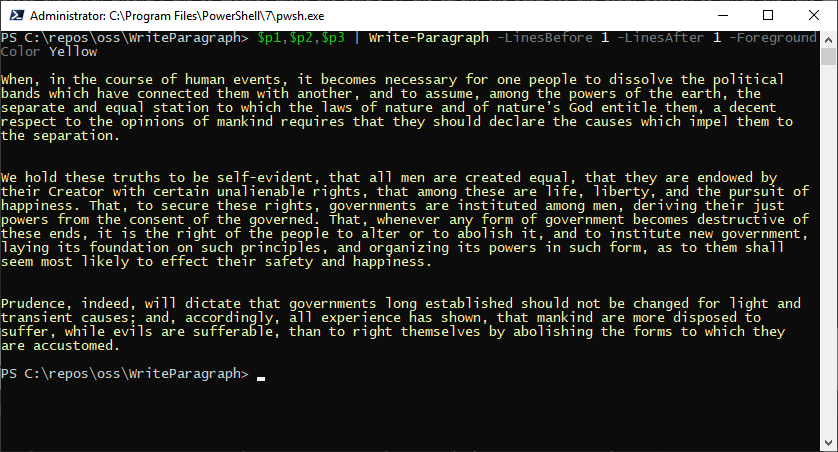 Administrator: C:\Program Files\PowerShell\7\pwsh.exe
PS C:\repos\oss\WriteParagraph> $p1,$p2,$p3 | Write-Paragraph -LinesBefore 1 -LinesAfter 1 -Foreground
Color Yellow
When, in the course of human events, it becomes necessary for one people to dissolve the political
bands which have connected them with another, and to assume, among the powers of the earth, the
separate and equal station to which the laws of nature and of nature’s God entitle them, a decent
respect to the opinions of mankind requires that they should declare the causes which impel them to
the separation.
We hold these truths to be self-evident, that all men are created equal, that they are endowed by
their Creator with certain unalienable rights, that among these are life, liberty, and the pursuit of
happiness. That, to secure these rights, governments are instituted among men, deriving their just
powers from the consent of the governed. That, whenever any form of government becomes destructive of
these ends, it is the right of the people to alter or to abolish it, and to institute new government,
laying its foundation on such principles, and organizing its powers in such form, as to them shall
seem most likely to effect their safety and happiness.
Prudence, indeed, will dictate that governments long established should not be changed for light and
transient causes; and, accordingly, all experience has shown, that mankind are more disposed to
suffer, while evils are sufferable, than to right themselves by abolishing the forms to which they
are accustomed.
PS C:\repos\oss\WriteParagraph>